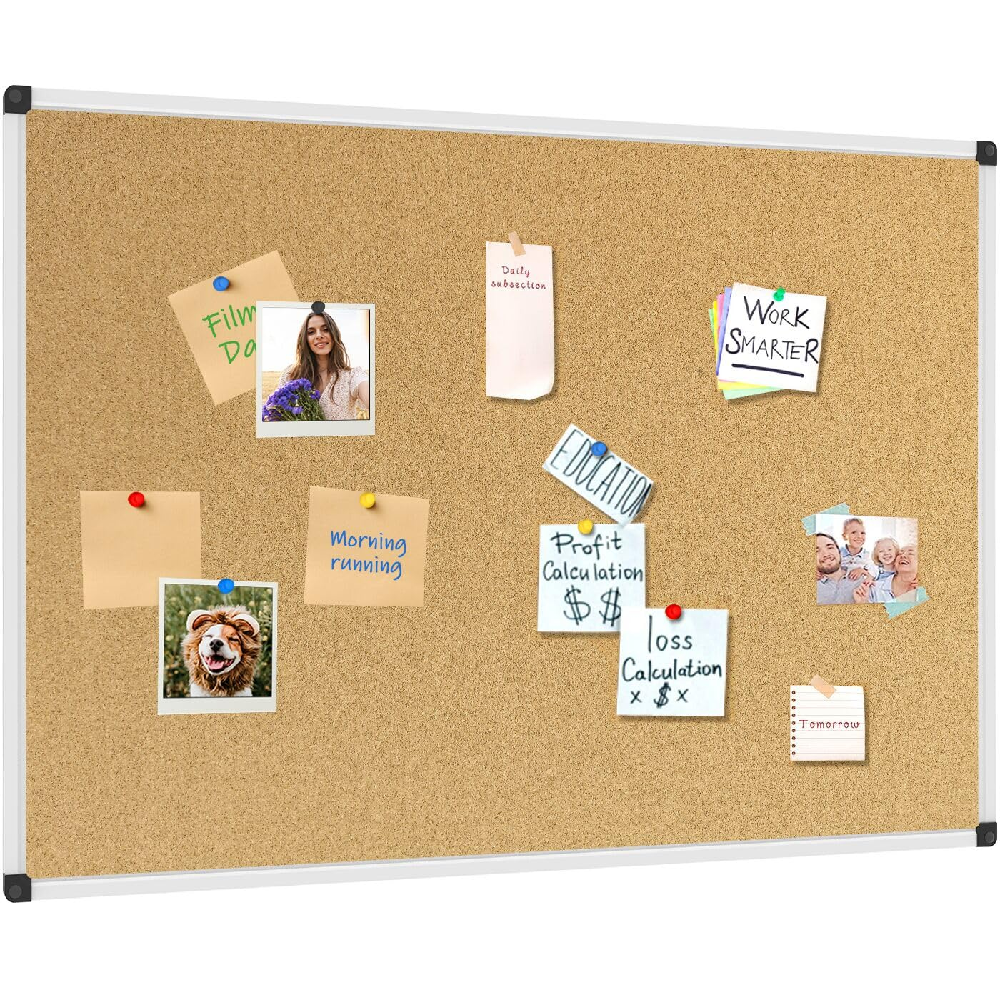 Film
Da
Daily
subsection
WORK
SMARTER
EDUCATION
Profit
Calculation
$ $
Morning
running
loss
Calculation
x $ x
Tomorrow